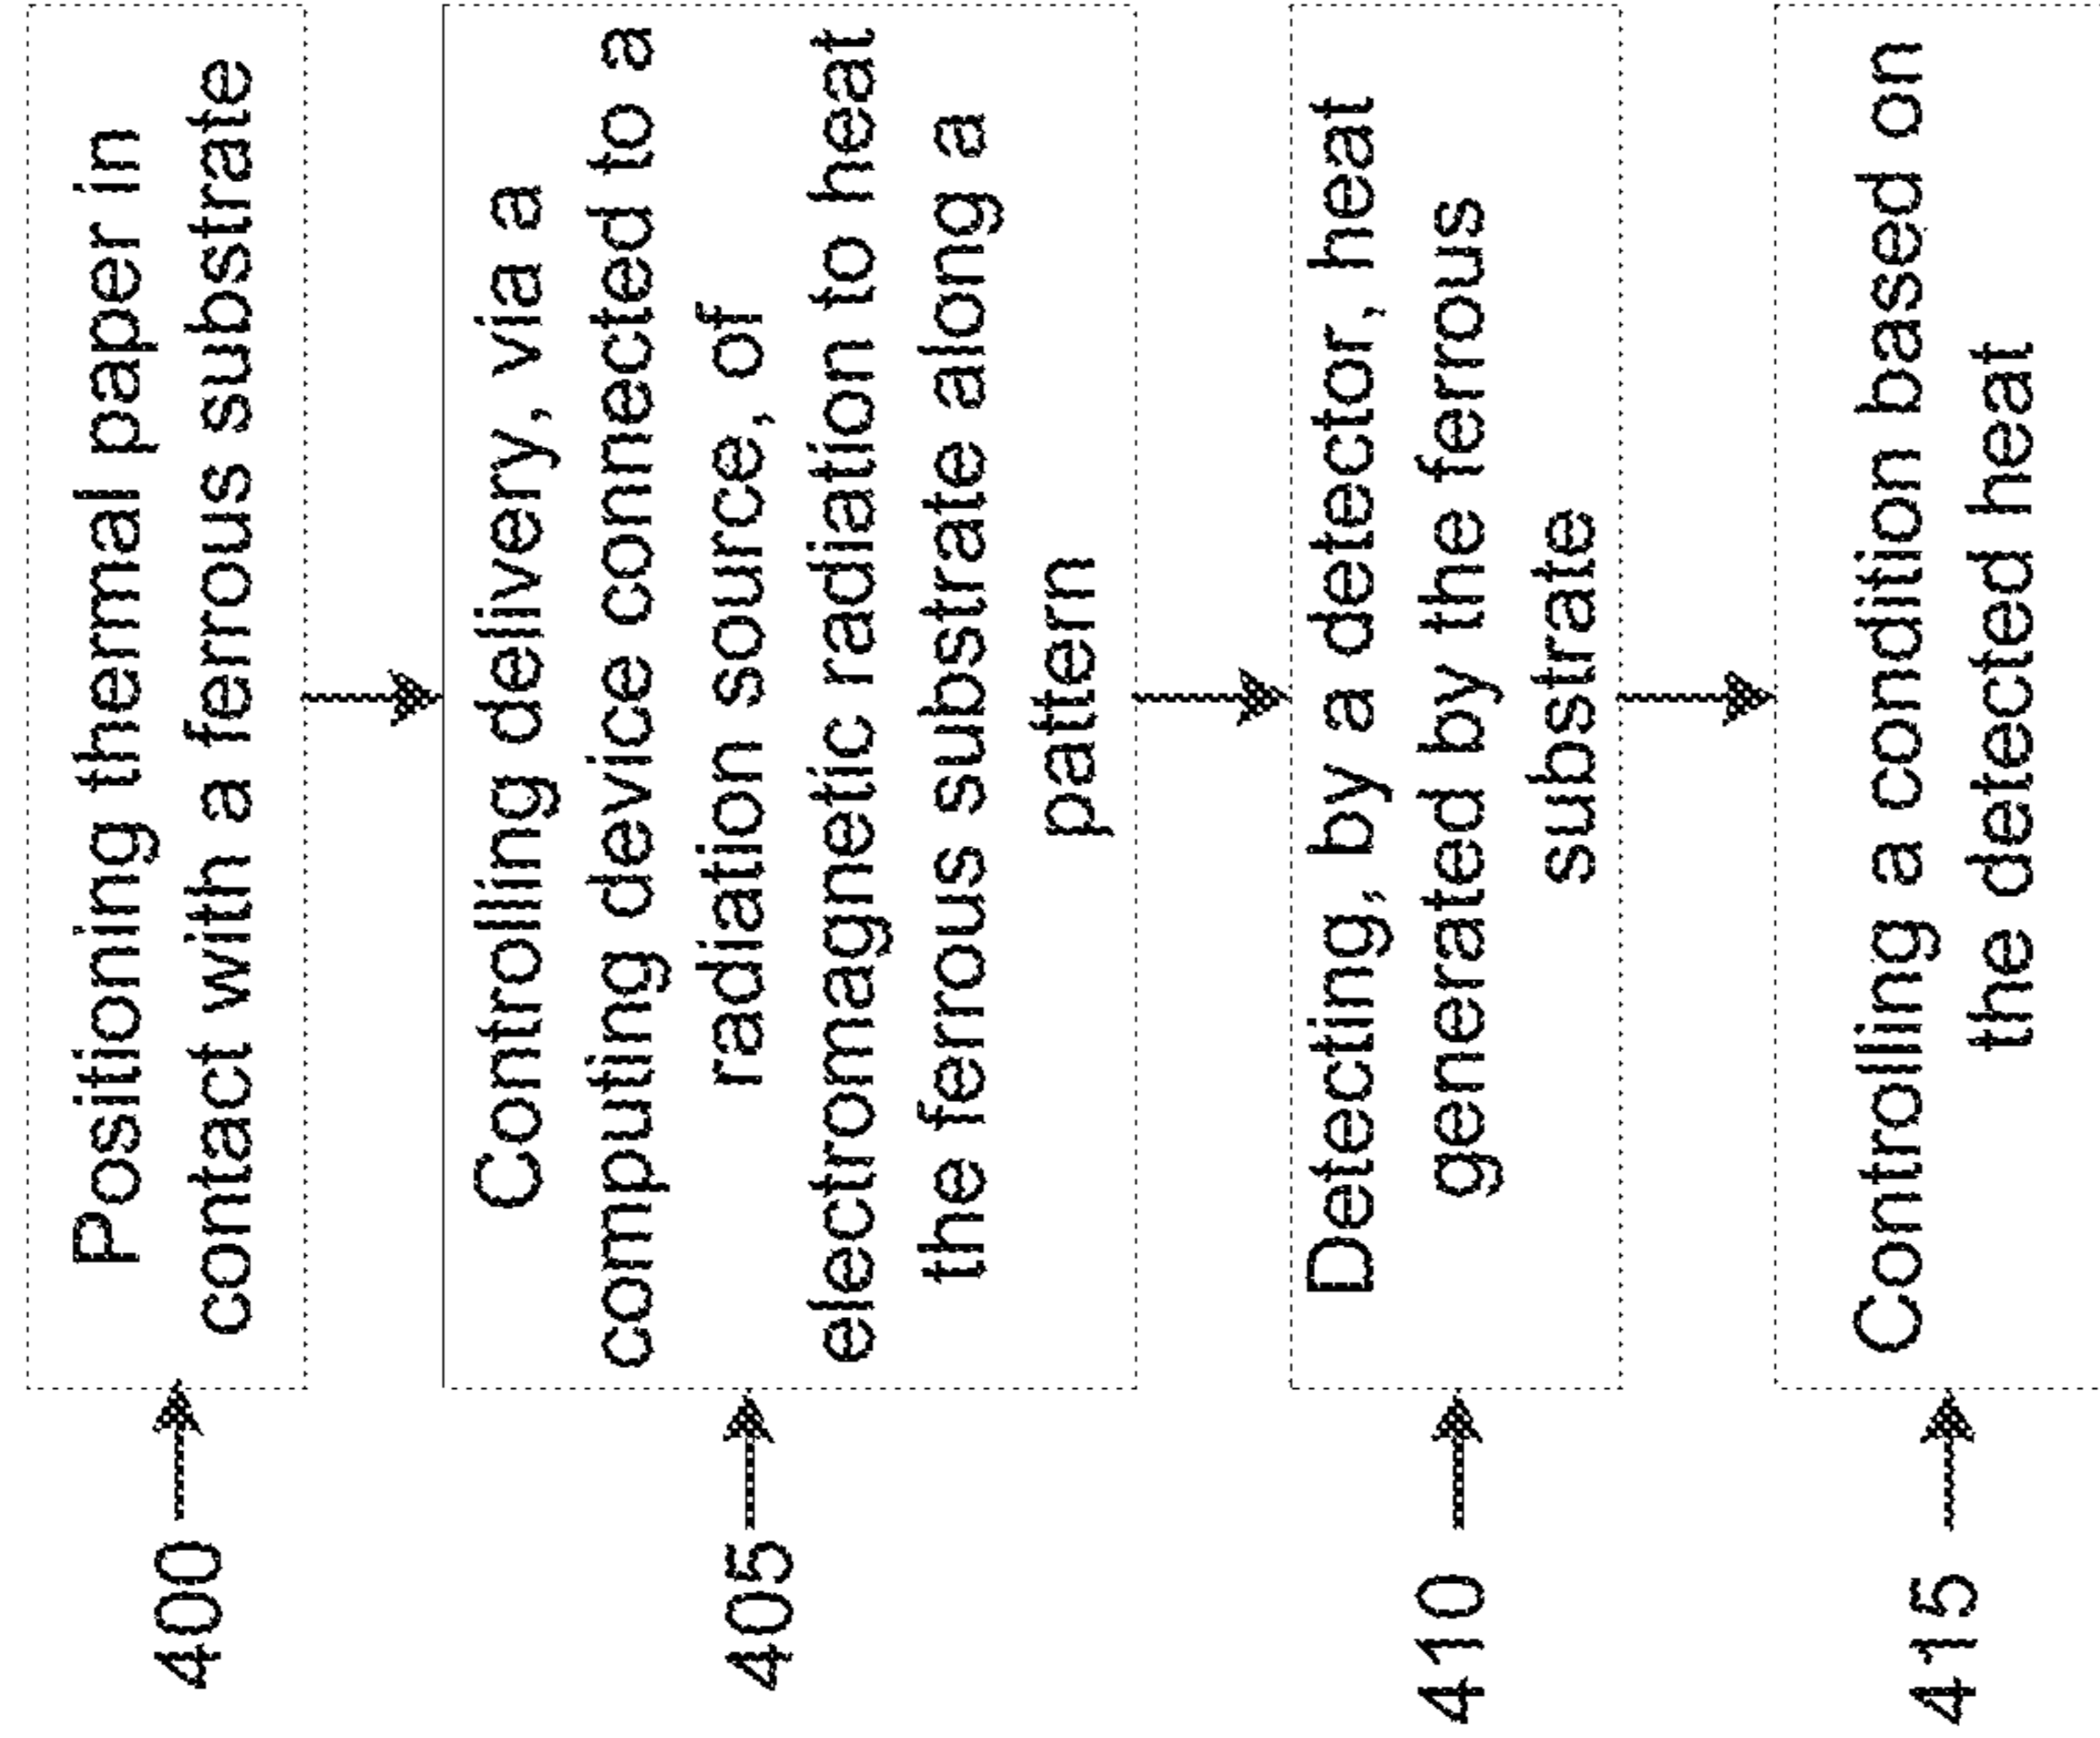 400
Positioning thermal paper in
contact with a ferrous substrate
405
Controlling delivery, via a
computing device connected to a
radiation source, of
electromagnetic radiation to heat
the ferrous substrate along a
pattern
410
Detecting, by a detector, heat
generated by the ferrous
substrate
415
Controlling a condition based on
the detected heat